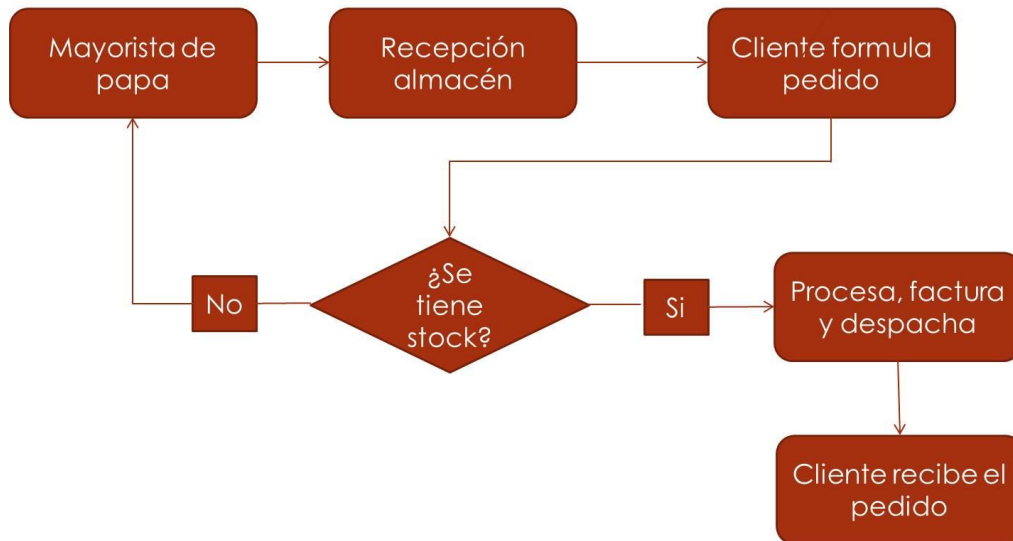 Mayorista de
papa
Recepción
almacén
Cliente formula
pedido
¿Se
tiene
stock?
No
Si
Procesa, factura
y despacha
Cliente recibe el
pedido